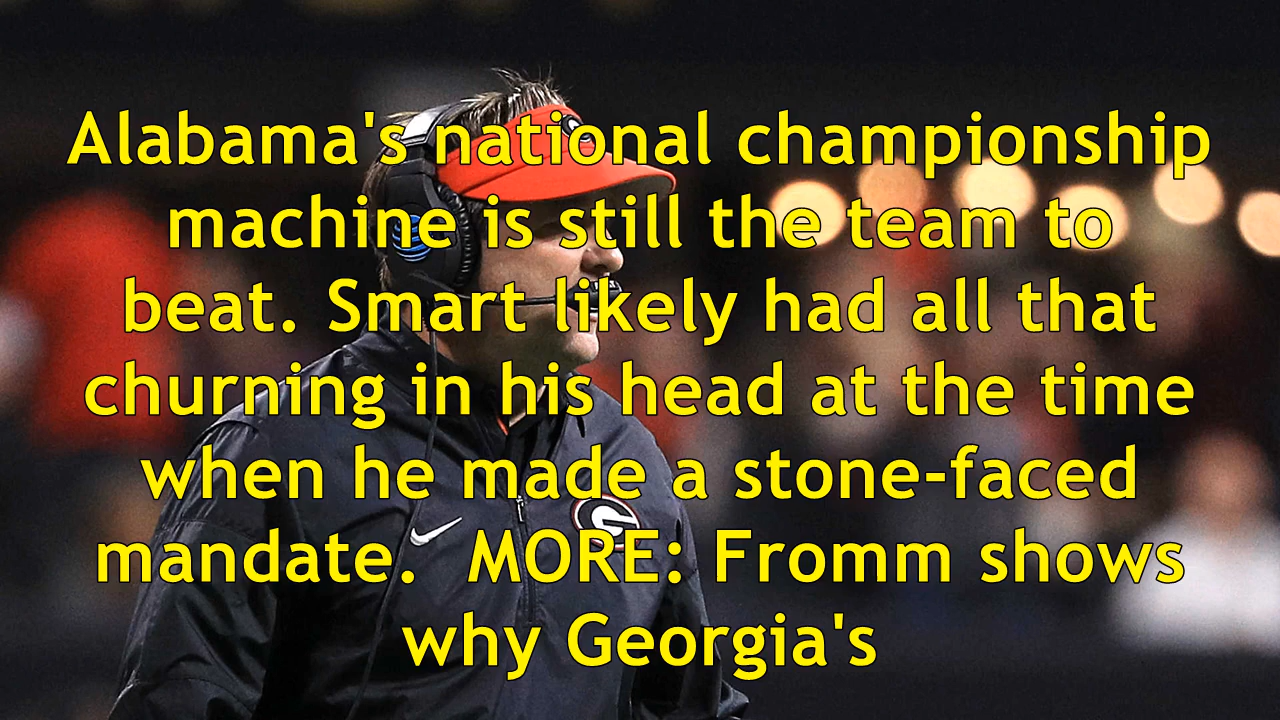 Alabama's national championship
machine is still the team to
beat. Smart likely had all that
churning in his head at the time
when he made a stone-faced
mandate.  MORE: Fromm shows
why Georgia's
G